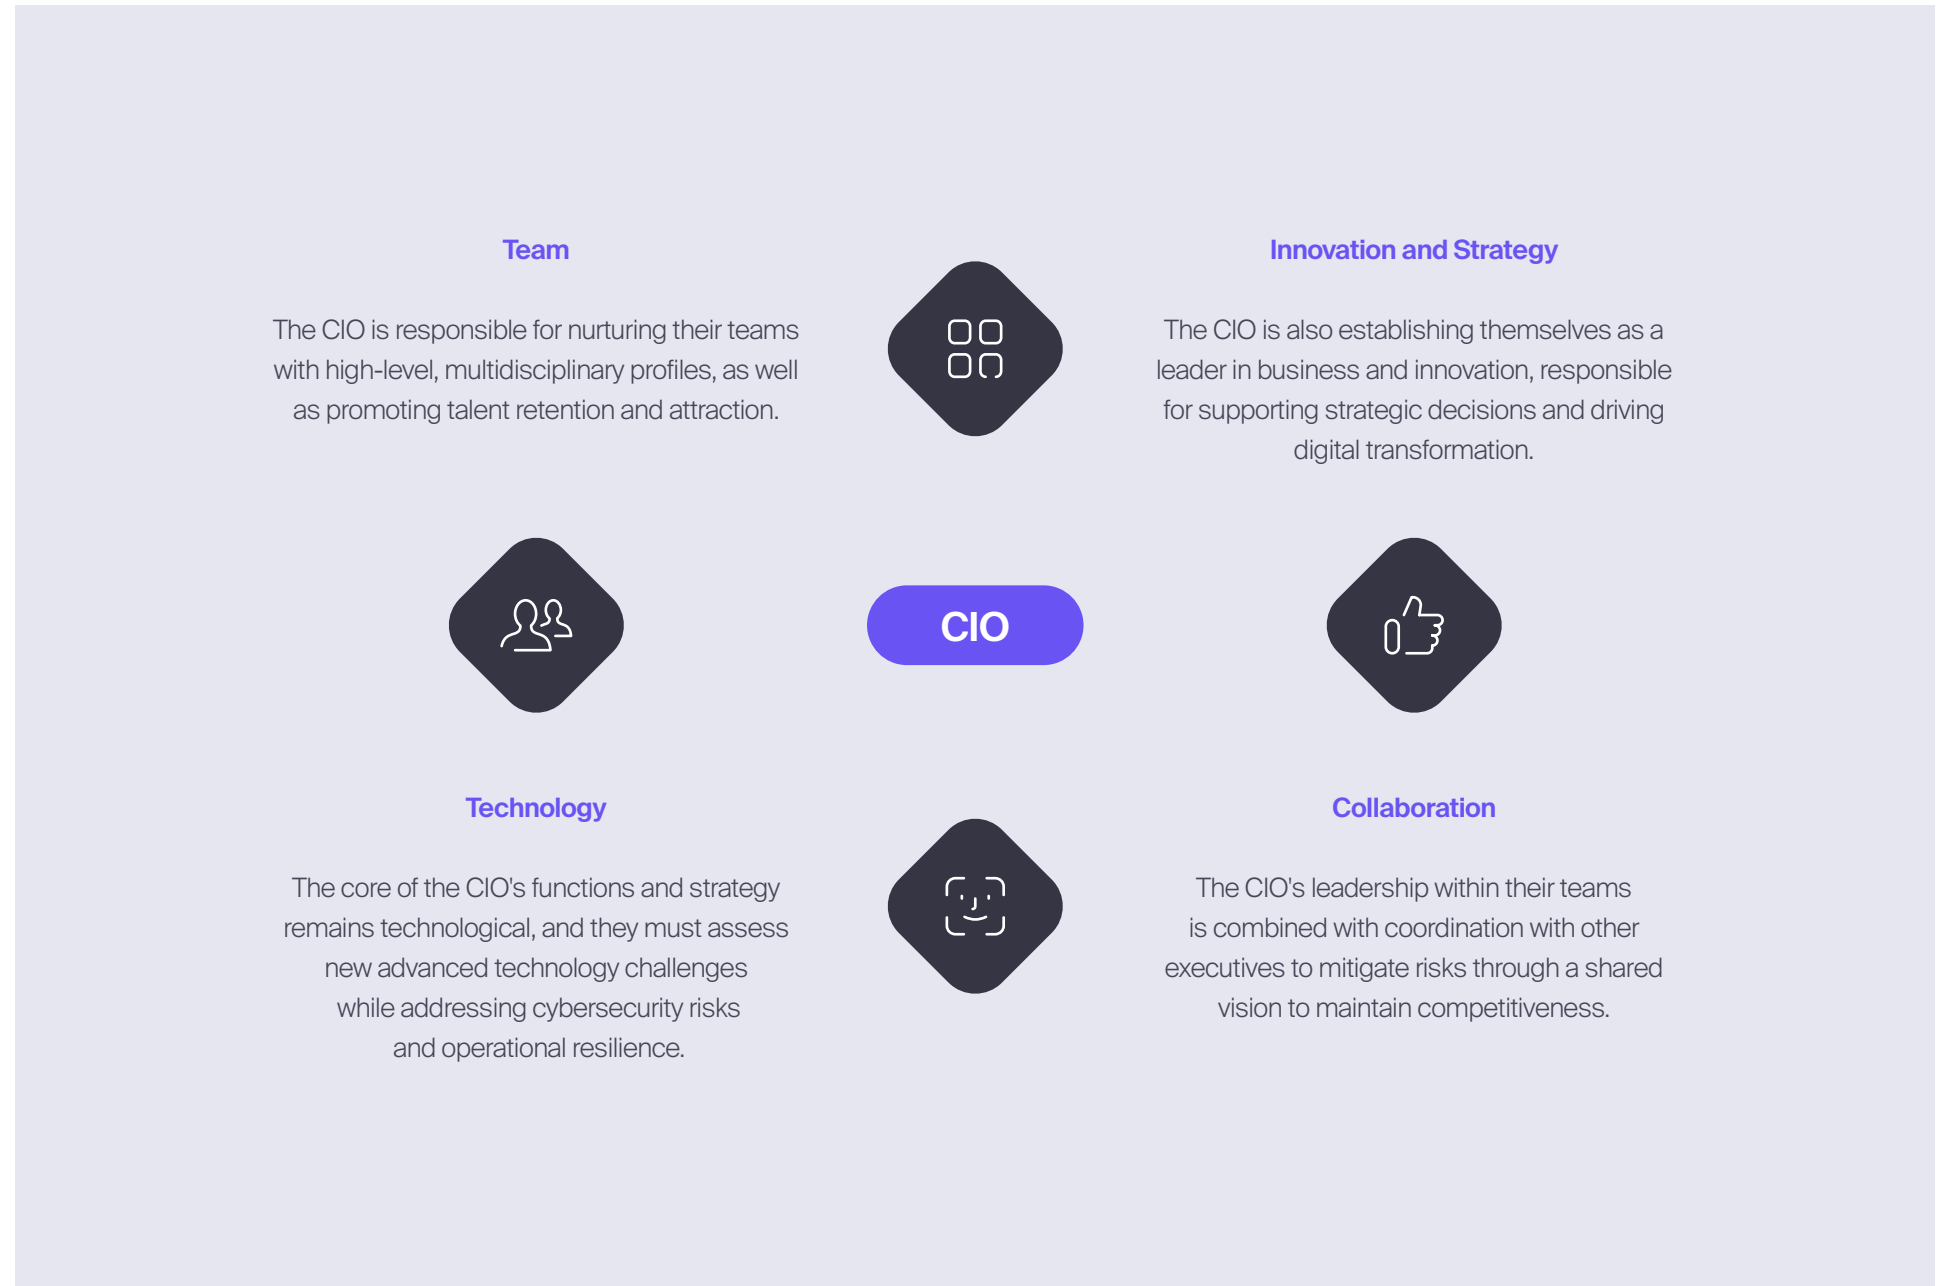 Team
The CIO is responsible for nurturing their teams
with high-level, multidisciplinary profiles, as well
as promoting talent retention and attraction.
Innovation and Strategy
The CIO is also establishing themselves as a
leader in business and innovation, responsible
for supporting strategic decisions and driving
digital transformation.
CIO
Technology
The core of the CIO's functions and strategy
remains technological, and they must assess
new advanced technology challenges
while addressing cybersecurity risks
and operational resilience.
Collaboration
The CIO's leadership within their teams
is combined with coordination with other
executives to mitigate risks through a shared
vision to maintain competitiveness.